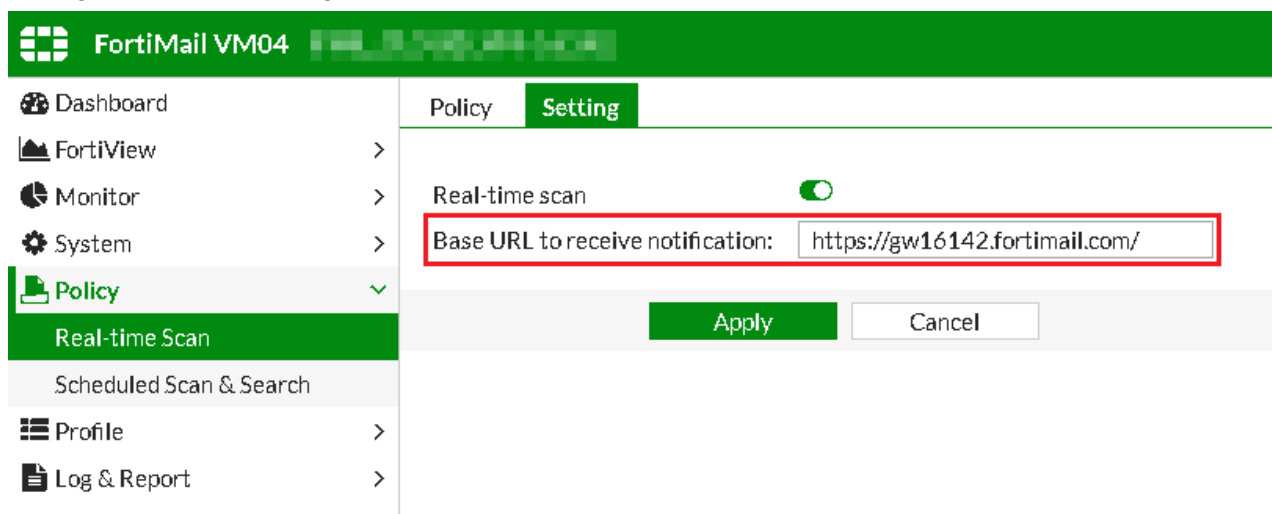 FortiMail VM04
Dashboard
FortiView
Monitor
System
Policy
Real-time Scan
Scheduled Scan & Search
Profile
Log & Report
Policy Setting
Real-time scan
Base URL to receive notification: https://gw16142.fortimail.com/
Apply Cancel